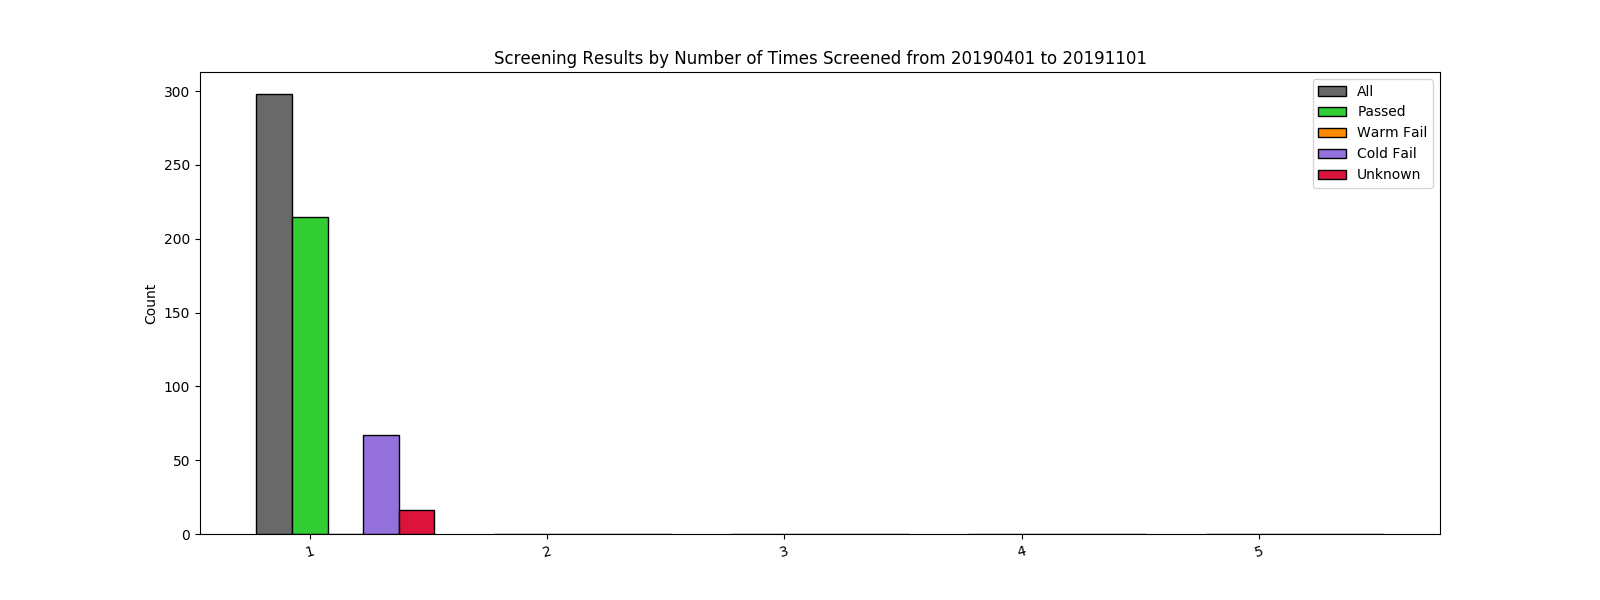 Screening Results by Number of Times Screened from 20190401 to 20191101
300
250
200
150
100
50
0
Count
All
Passed
Warm Fail
Cold Fail
Unknown
1
2
3
4
5